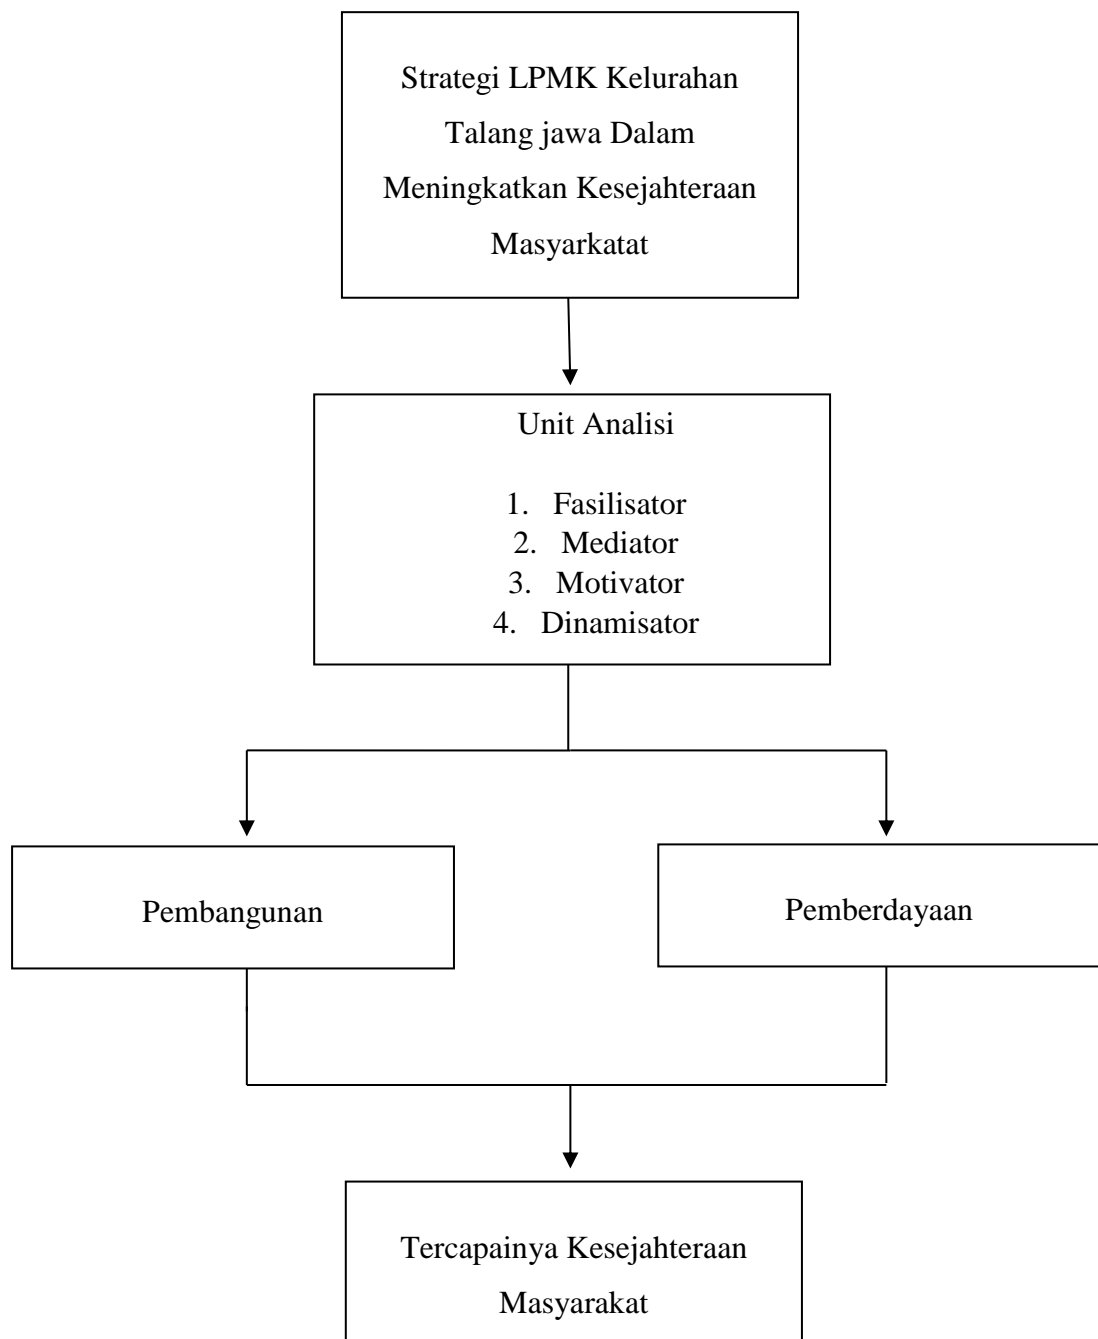 Strategi LPMK Kelurahan
Talang jawa Dalam
Meningkatkan Kesejahteraan
Masyarkatat
Unit Analisi
1. Fasilisator
2. Mediator
3. Motivator
4. Dinamisator
Pembangunan
Pemberdayaan
Tercapainya Kesejahteraan
Masyarakat